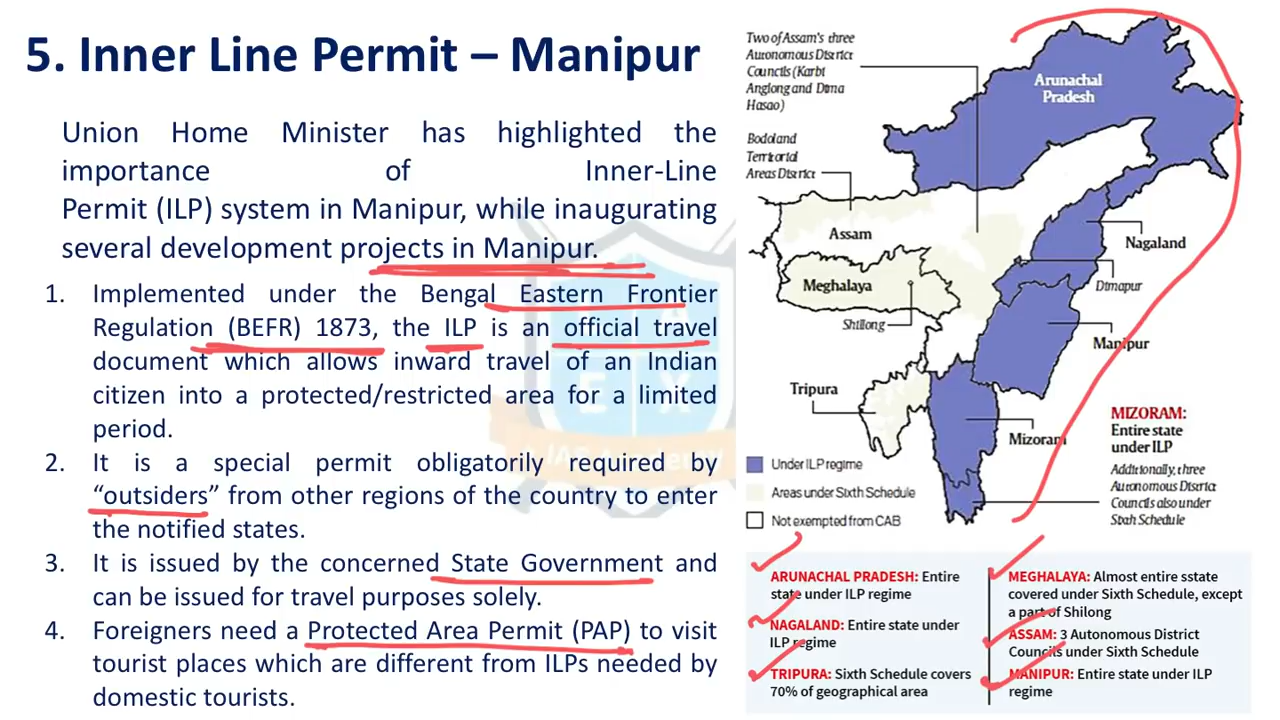 5. Inner Line Permit – Manipur
Union Home Minister has highlighted the
importance of Inner-Line
Permit (ILP) system in Manipur, while inaugurating
several development projects in Manipur.
1. Implemented under the Bengal Eastern Frontier
Regulation (BEFR) 1873, the ILP is an official travel
document which allows inward travel of an Indian
citizen into a protected/restricted area for a limited
period.
2. It is a special permit obligatorily required by
“outsiders” from other regions of the country to enter
the notified states.
3. It is issued by the concerned State Government and
can be issued for travel purposes solely.
4. Foreigners need a Protected Area Permit (PAP) to visit
tourist places which are different from ILPs needed by
domestic tourists.
Two of Assam's three
Autonomous District
Councils (Karbi
Anglong and Dima
Hasao)
Bodoland
Territorial
Areas District
Arunachal
Pradesh
Assam
Nagaland
Meghalaya
Dimapur
Shillong
Manipur
Tripura
Mizoram
MIZORAM:
Entire state
under ILP
Additionally, three
Autonomous District
Councils also under
Sixth Schedule
Under ILP regime
Areas under Sixth Schedule
Not exempted from CAB
ARUNACHAL PRADESH: Entire
state under ILP regime
NAGALAND: Entire state under
ILP regime
TRIPURA: Sixth Schedule covers
70% of geographical area
MEGHALAYA: Almost entire sstate
covered under Sixth Schedule, except
a part of Shilong
ASSAM: 3 Autonomous District
Councils under Sixth Schedule
MANIPUR: Entire state under ILP
regime